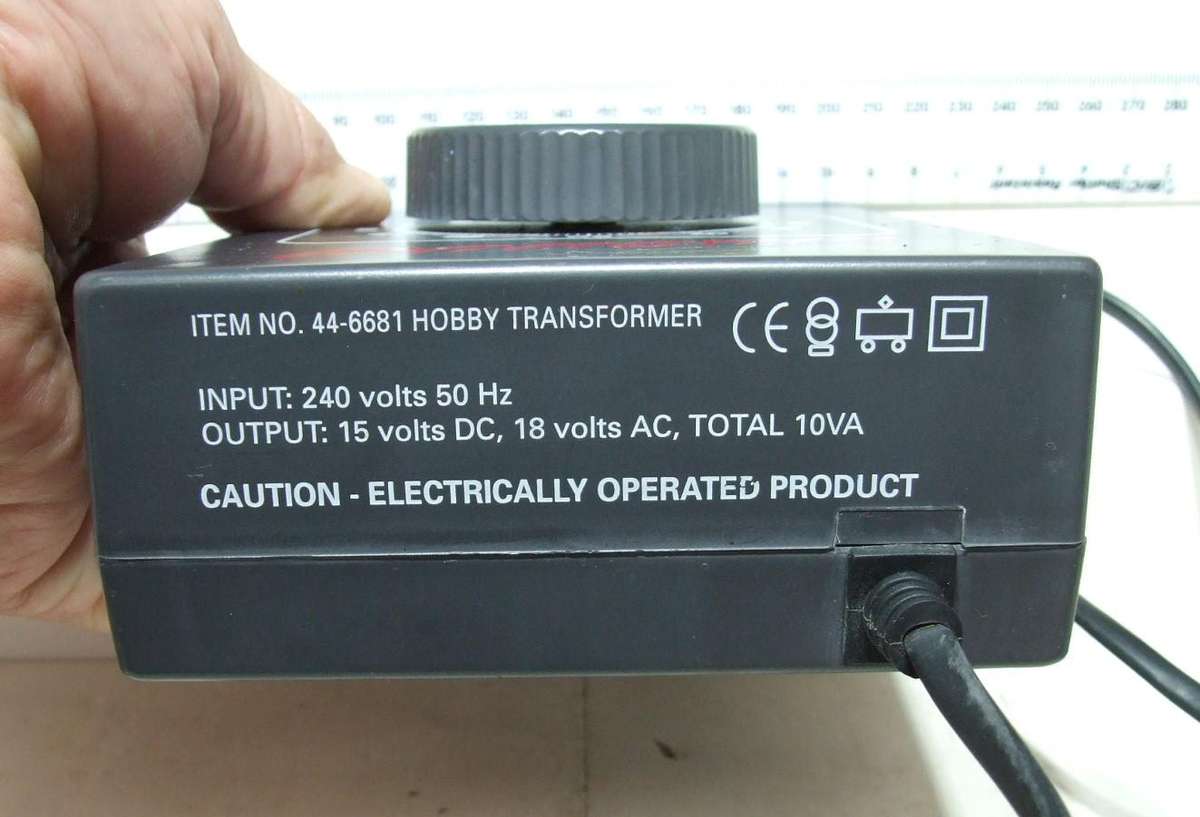 ITEM NO. 44-6681 HOBBY TRANSFORMER CE
INPUT: 240 volts 50 Hz
OUTPUT: 15 volts DC, 18 volts AC, TOTAL 10VA
CAUTION - ELECTRICALLY OPERATED PRODUCT